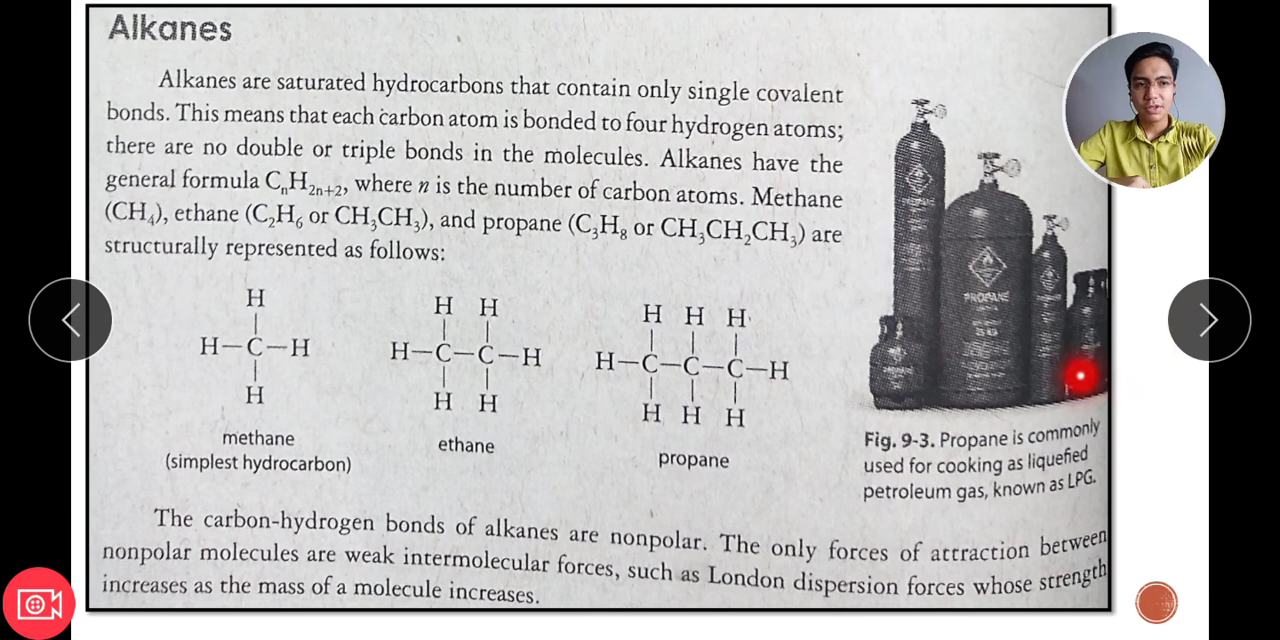 Alkanes
Alkanes are saturated hydrocarbons that contain only single covalent
bonds. This means that each carbon atom is bonded to four hydrogen atoms;
there are no double or triple bonds in the molecules. Alkanes have the
general formula CₙH₂ₙ₊₂, where n is the number of carbon atoms. Methane
(CH₄), ethane (C₂H₆ or CH₃CH₃), and propane (C₃H₈ or CH₃CH₂CH₃) are
structurally represented as follows:
H
H—C—H
H
methane
(simplest hydrocarbon)
H H
H—C—C—H
H H
ethane
H H H
H—C—C—C—H
H H H
propane
PROPANE
Fig. 9-3. Propane is commonly
used for cooking as liquefied
petroleum gas, known as LPG.
The carbon-hydrogen bonds of alkanes are nonpolar. The only forces of attraction between
nonpolar molecules are weak intermolecular forces, such as London dispersion forces whose strength
increases as the mass of a molecule increases.